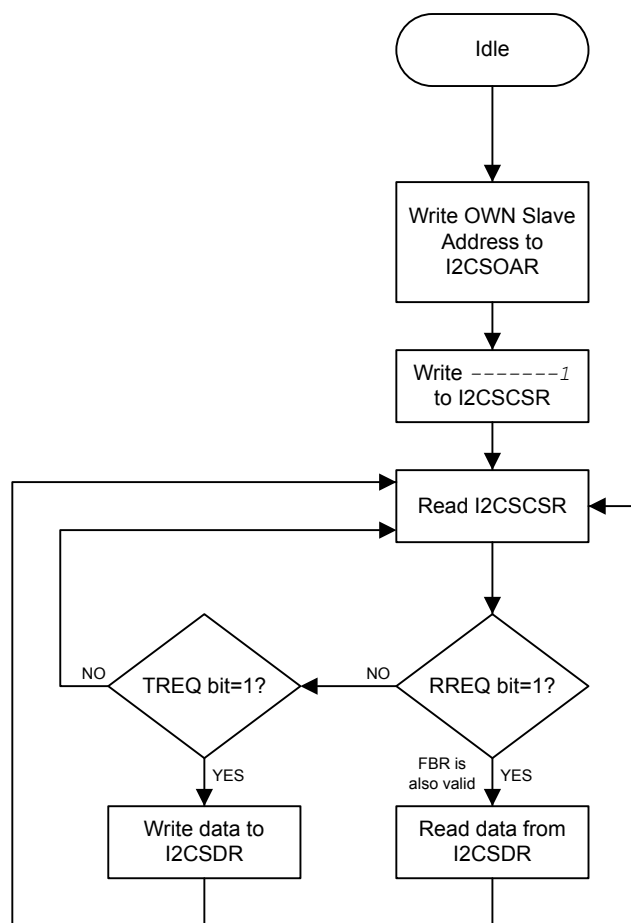 Idle
Write OWN Slave
Address to
I2CSOAR
Write -------1
to I2CSCSR
Read I2CSCSR
NO
TREQ bit=1?
NO
RREQ bit=1?
YES
FBR is
also valid
YES
Write data to
I2CSDR
Read data from
I2CSDR